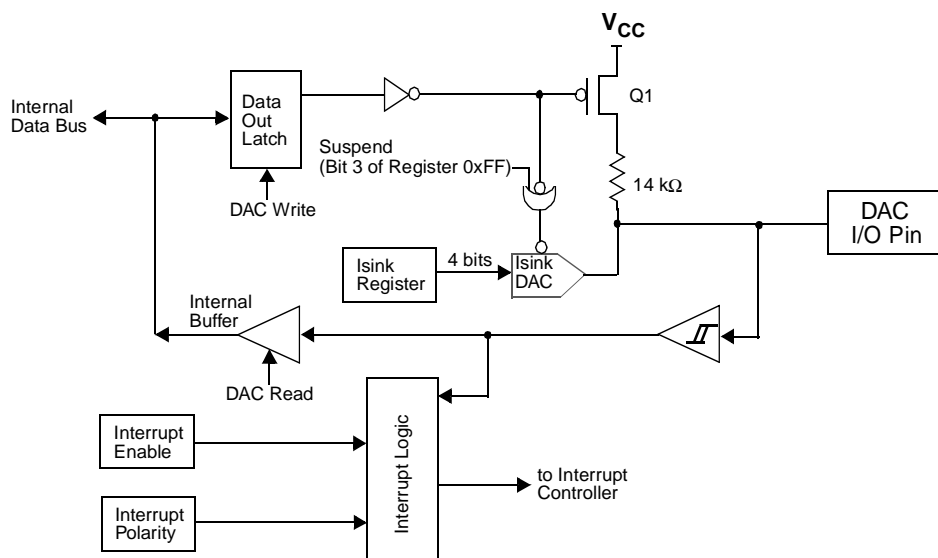 VCC
Internal
Data Bus
Data
Out
Latch
Q1
Suspend
(Bit 3 of Register 0xFF)
14 kΩ
DAC Write
DAC
I/O Pin
Isink
Register
4 bits
Isink
DAC
Internal
Buffer
DAC Read
Interrupt Logic
Interrupt
Enable
to Interrupt
Controller
Interrupt
Polarity